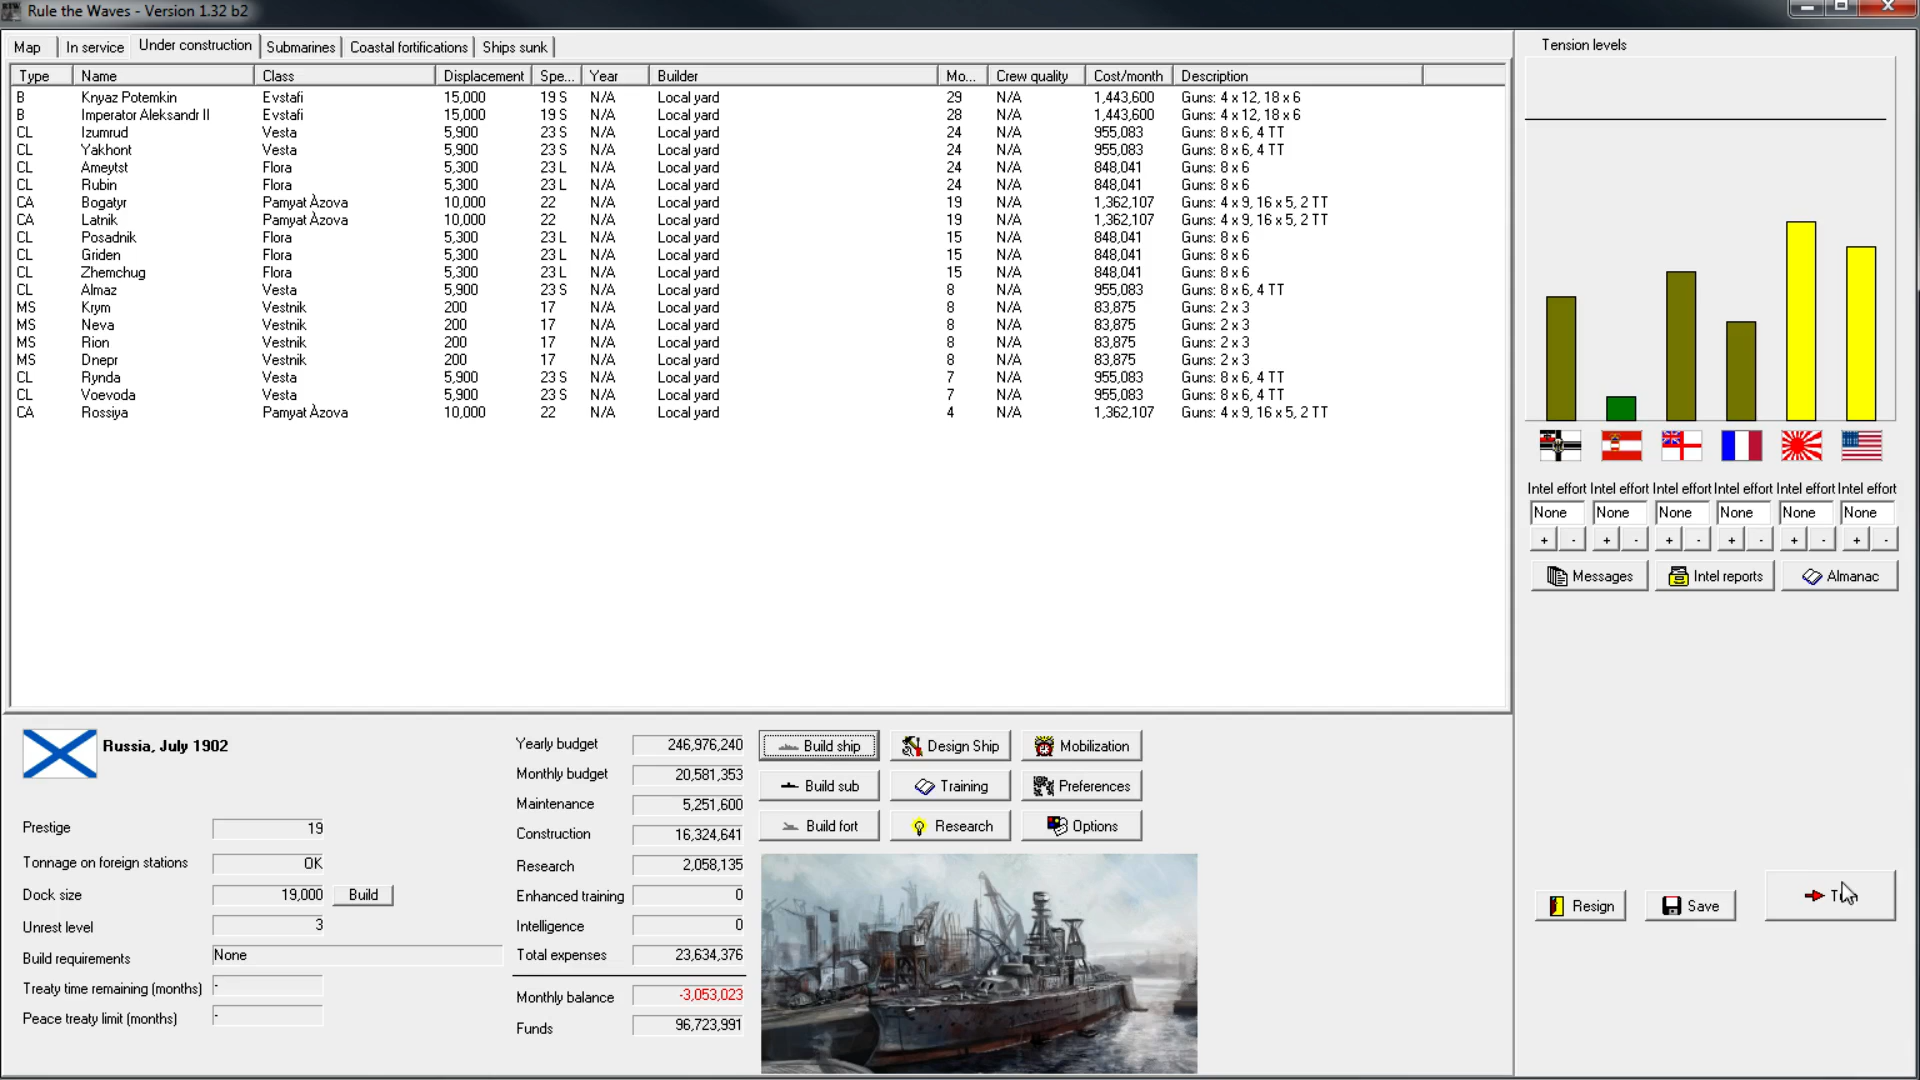 Rule the Waves - Version 1.32 b2
Map In service Under construction Submarines Coastal fortifications Ships sunk
Type Name Class Displacement Spe... Year Builder Mo... Crew quality Cost/month Description
B Knyaz Potemkin Evstafi 15,000 19 S N/A Local yard 29 N/A 1,443,600 Guns: 4 x 12, 18 x 6
B Imperator Aleksandr II Evstafi 15,000 19 S N/A Local yard 28 N/A 1,443,600 Guns: 4 x 12, 18 x 6
CL Izumrud Vesta 5,900 23 S N/A Local yard 24 N/A 955,083 Guns: 8 x 6, 4 TT
CL Yakhont Vesta 5,900 23 S N/A Local yard 24 N/A 955,083 Guns: 8 x 6, 4 TT
CL Ameytst Flora 5,300 23 L N/A Local yard 24 N/A 848,041 Guns: 8 x 6
CL Rubin Flora 5,300 23 L N/A Local yard 24 N/A 848,041 Guns: 8 x 6
CA Bogatyr Pamyat Àzova 10,000 22 N/A Local yard 19 N/A 1,362,107 Guns: 4 x 9, 16 x 5, 2 TT
CA Latnik Pamyat Àzova 10,000 22 N/A Local yard 19 N/A 1,362,107 Guns: 4 x 9, 16 x 5, 2 TT
CL Posadnik Flora 5,300 23 L N/A Local yard 15 N/A 848,041 Guns: 8 x 6
CL Griden Flora 5,300 23 L N/A Local yard 15 N/A 848,041 Guns: 8 x 6
CL Zhemchug Flora 5,300 23 L N/A Local yard 15 N/A 848,041 Guns: 8 x 6
CL Almaz Vesta 5,900 23 S N/A Local yard 8 N/A 955,083 Guns: 8 x 6, 4 TT
MS Krym Vestnik 200 17 N/A Local yard 8 N/A 83,875 Guns: 2 x 3
MS Neva Vestnik 200 17 N/A Local yard 8 N/A 83,875 Guns: 2 x 3
MS Rion Vestnik 200 17 N/A Local yard 8 N/A 83,875 Guns: 2 x 3
MS Dnepr Vestnik 200 17 N/A Local yard 8 N/A 83,875 Guns: 2 x 3
CL Rynda Vesta 5,900 23 S N/A Local yard 7 N/A 955,083 Guns: 8 x 6, 4 TT
CL Voevoda Vesta 5,900 23 S N/A Local yard 7 N/A 955,083 Guns: 8 x 6, 4 TT
CA Rossiya Pamyat Àzova 10,000 22 N/A Local yard 4 N/A 1,362,107 Guns: 4 x 9, 16 x 5, 2 TT
Tension levels
Intel effort Intel effort Intel effort Intel effort Intel effort Intel effort
None None None None None None
+ - + - + - + - + - + -
Messages Intel reports Almanac
Resign Save
Russia, July 1902
Prestige 19
Tonnage on foreign stations OK
Dock size 19,000 Build
Unrest level 3
Build requirements None
Treaty time remaining (months) -
Peace treaty limit (months) -
Yearly budget 246,976,240
Monthly budget 20,581,353
Maintenance 5,251,600
Construction 16,324,641
Research 2,058,135
Enhanced training 0
Intelligence 0
Total expenses 23,634,376
Monthly balance -3,053,023
Funds 96,723,991
Build ship Design Ship Mobilization
Build sub Training Preferences
Build fort Research Options